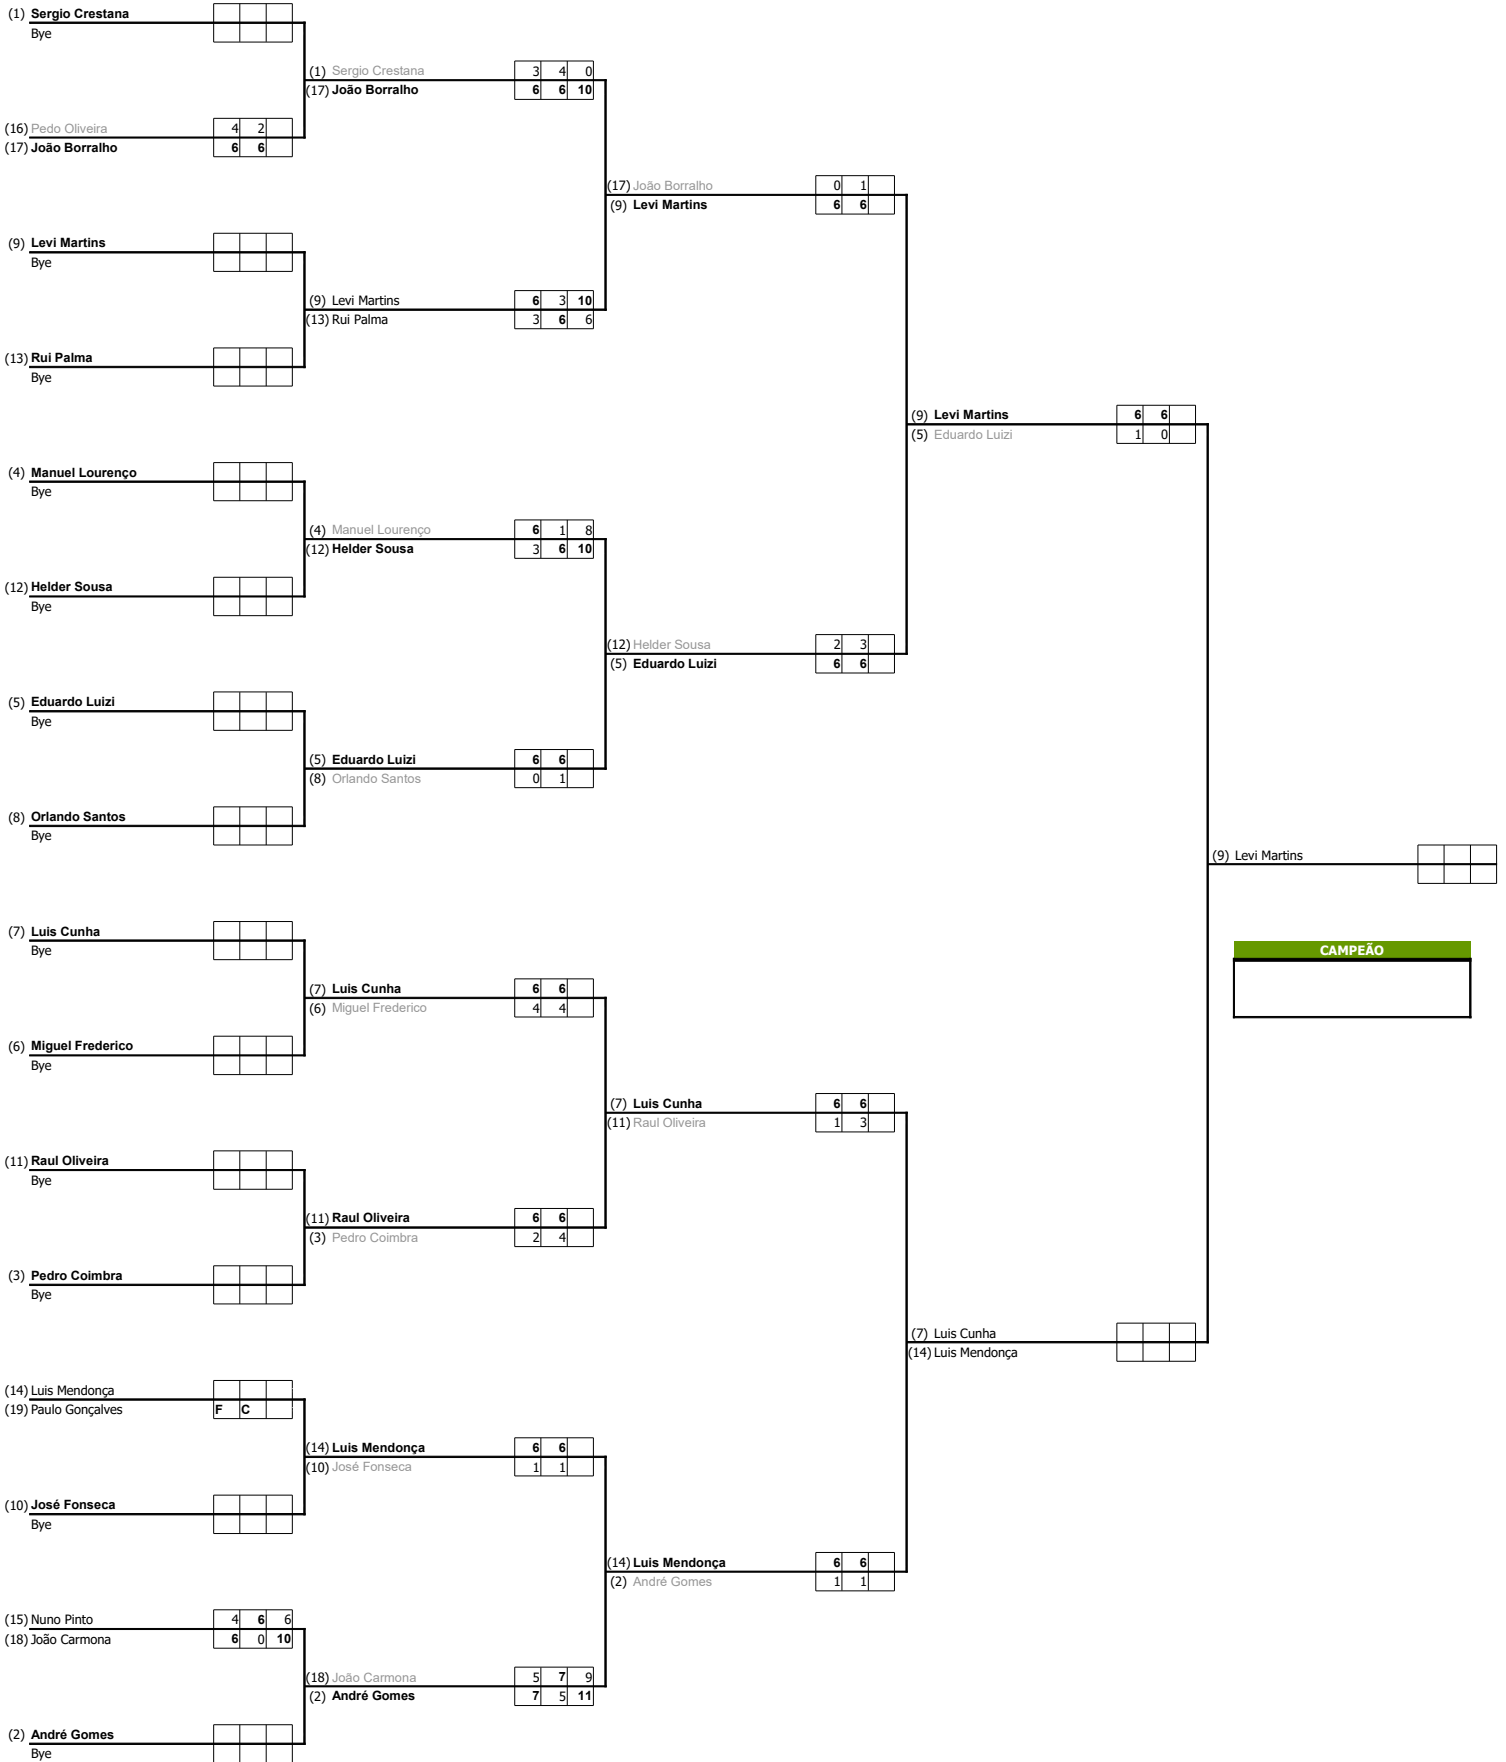 (1) Sergio Crestana
Bye
(1) Sergio Crestana 3 4 0
(17) João Borralho 6 6 10
(16) Pedo Oliveira 4 2
(17) João Borralho 6 6
(17) João Borralho 0 1
(9) Levi Martins 6 6
(9) Levi Martins
Bye
(9) Levi Martins 6 3 10
(13) Rui Palma 3 6 6
(13) Rui Palma
Bye
(9) Levi Martins 6 6
(5) Eduardo Luizi 1 0
(4) Manuel Lourenço
Bye
(4) Manuel Lourenço 6 1 8
(12) Helder Sousa 3 6 10
(12) Helder Sousa
Bye
(12) Helder Sousa 2 3
(5) Eduardo Luizi 6 6
(5) Eduardo Luizi
Bye
(5) Eduardo Luizi 6 6
(8) Orlando Santos 0 1
(8) Orlando Santos
Bye
(9) Levi Martins
(7) Luis Cunha
Bye
CAMPEÃO
(7) Luis Cunha 6 6
(6) Miguel Frederico 4 4
(6) Miguel Frederico
Bye
(7) Luis Cunha 6 6
(11) Raul Oliveira 1 3
(11) Raul Oliveira
Bye
(11) Raul Oliveira 6 6
(3) Pedro Coimbra 2 4
(3) Pedro Coimbra
Bye
(7) Luis Cunha
(14) Luis Mendonça
(14) Luis Mendonça
(19) Paulo Gonçalves F C
(14) Luis Mendonça 6 6
(10) José Fonseca 1 1
(10) José Fonseca
Bye
(14) Luis Mendonça 6 6
(2) André Gomes 1 1
(15) Nuno Pinto 4 6 6
(18) João Carmona 6 0 10
(18) João Carmona 5 7 9
(2) André Gomes 7 5 11
(2) André Gomes
Bye